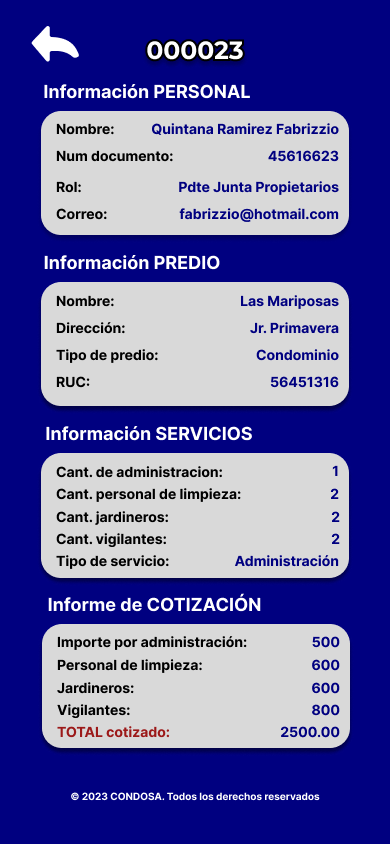 000023
Información PERSONAL
Nombre: Quintana Ramirez Fabrizzio
Num documento: 45616623
Rol: Pdte Junta Propietarios
Correo: fabrizzio@hotmail.com
Información PREDIO
Nombre: Las Mariposas
Dirección: Jr. Primavera
Tipo de predio: Condominio
RUC: 56451316
Información SERVICIOS
Cant. de administracion: 1
Cant. personal de limpieza: 2
Cant. jardineros: 2
Cant. vigilantes: 2
Tipo de servicio: Administración
Informe de COTIZACIÓN
Importe por administración: 500
Personal de limpieza: 600
Jardineros: 600
Vigilantes: 800
TOTAL cotizado: 2500.00
© 2023 CONDOSA. Todos los derechos reservados